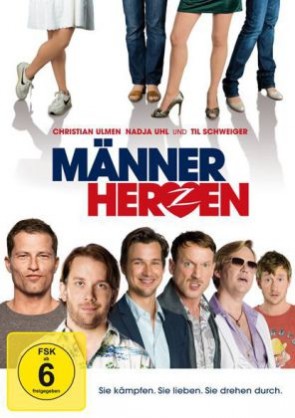 CHRISTIAN ULMEN NADJA UHL UND TIL SCHWEIGER
MÄNNER
HERZEN
FSK
ab
6
freigegeben
Sie kämpfen. Sie lieben. Sie drehen durch.